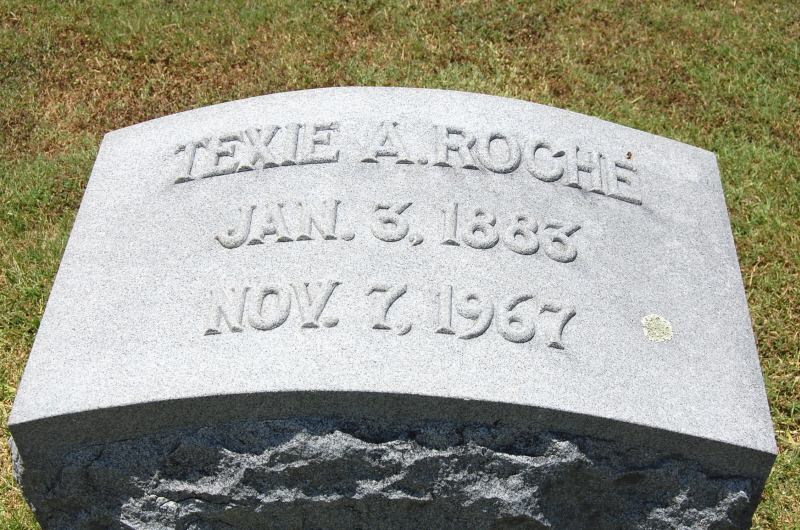 TEXIE A. ROCHE
JAN. 3, 1883
NOV. 7, 1967